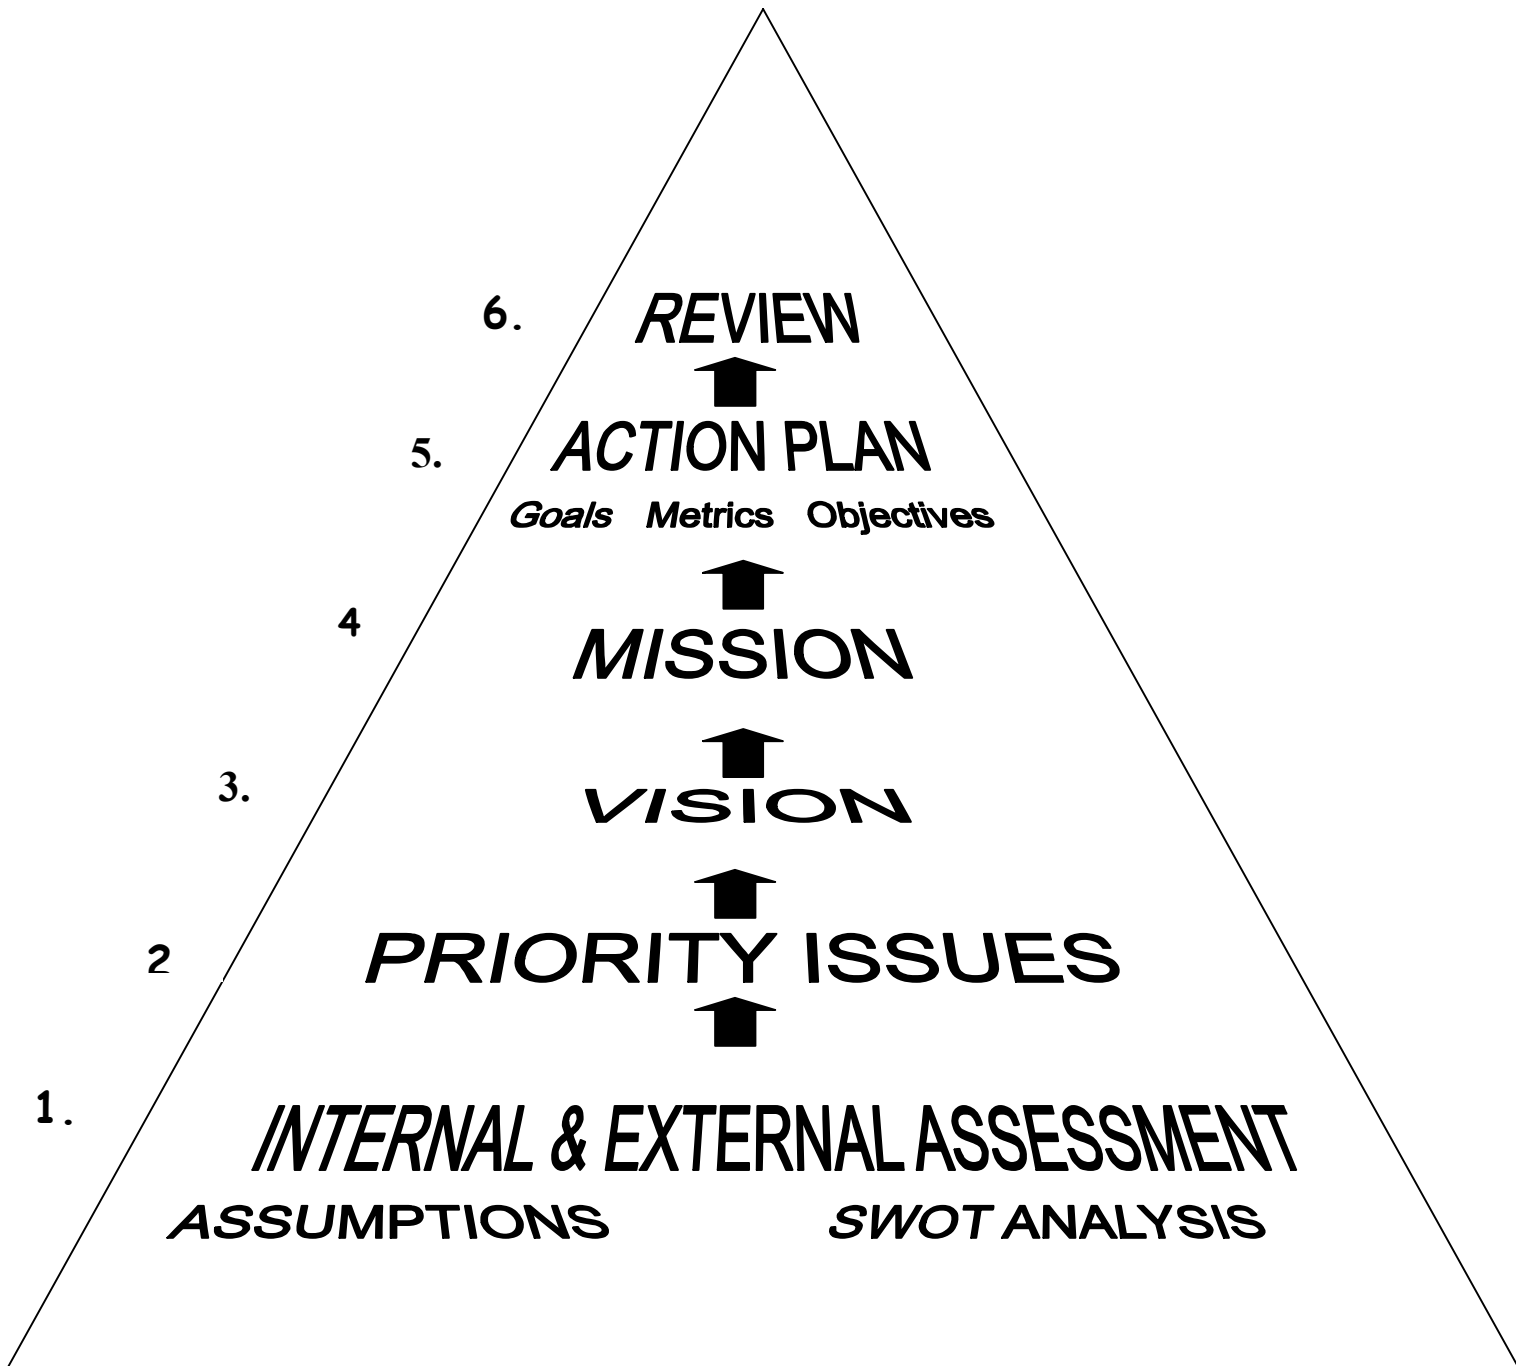 6. REVIEW
5. ACTION PLAN
Goals Metrics Objectives
4 MISSION
3. VISION
2 PRIORITY ISSUES
1. INTERNAL & EXTERNAL ASSESSMENT
ASSUMPTIONS SWOT ANALYSIS